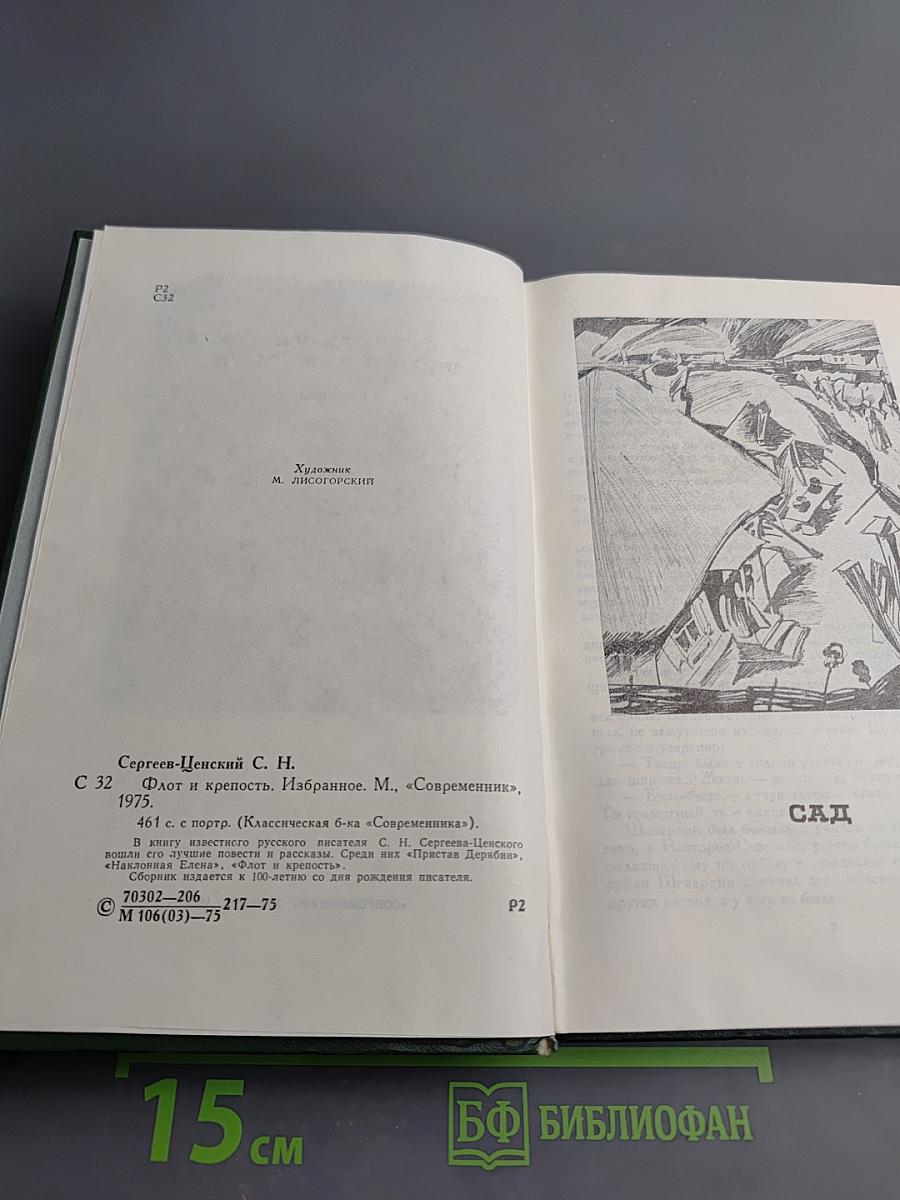 Р2
С32
Художник
М. ЛИСОГОРСКИЙ
Сергеев-Ценский С. Н.
С 32 Флот и крепость. Избранное. М., «Современник»,
1975.
461 с. с портр. (Классическая б-ка «Современника»).
В книгу известного русского писателя С. Н. Сергеева-Ценского
вошли его лучшие повести и рассказы. Среди них «Пристав Дерябин»,
«Наклонная Елена», «Флот и крепость».
Сборник издается к 100-летию со дня рождения писателя.
© 70302—206
М 106(03)—75 217—75 Р2
САД
15 см
БФ БИБЛИОФАН